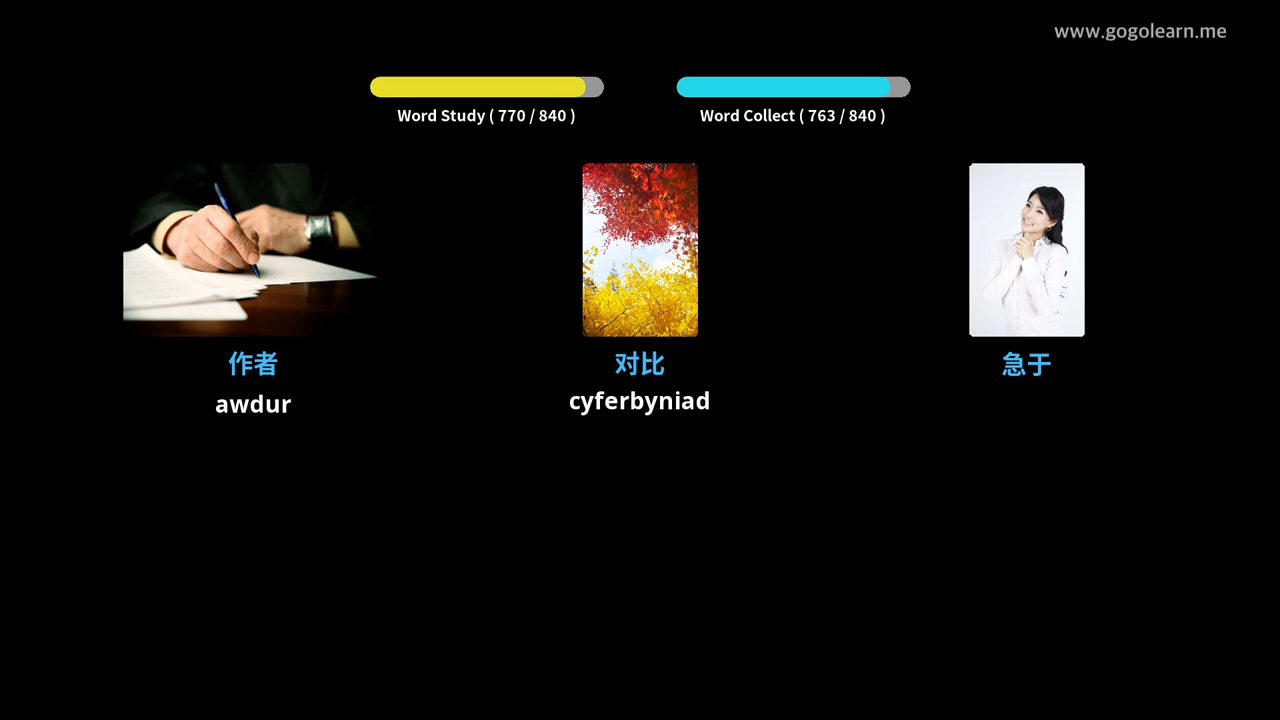 www.gogolearn.me
Word Study ( 770 / 840 )
Word Collect ( 763 / 840 )
作者
对比
急于
awdur
cyferbyniad